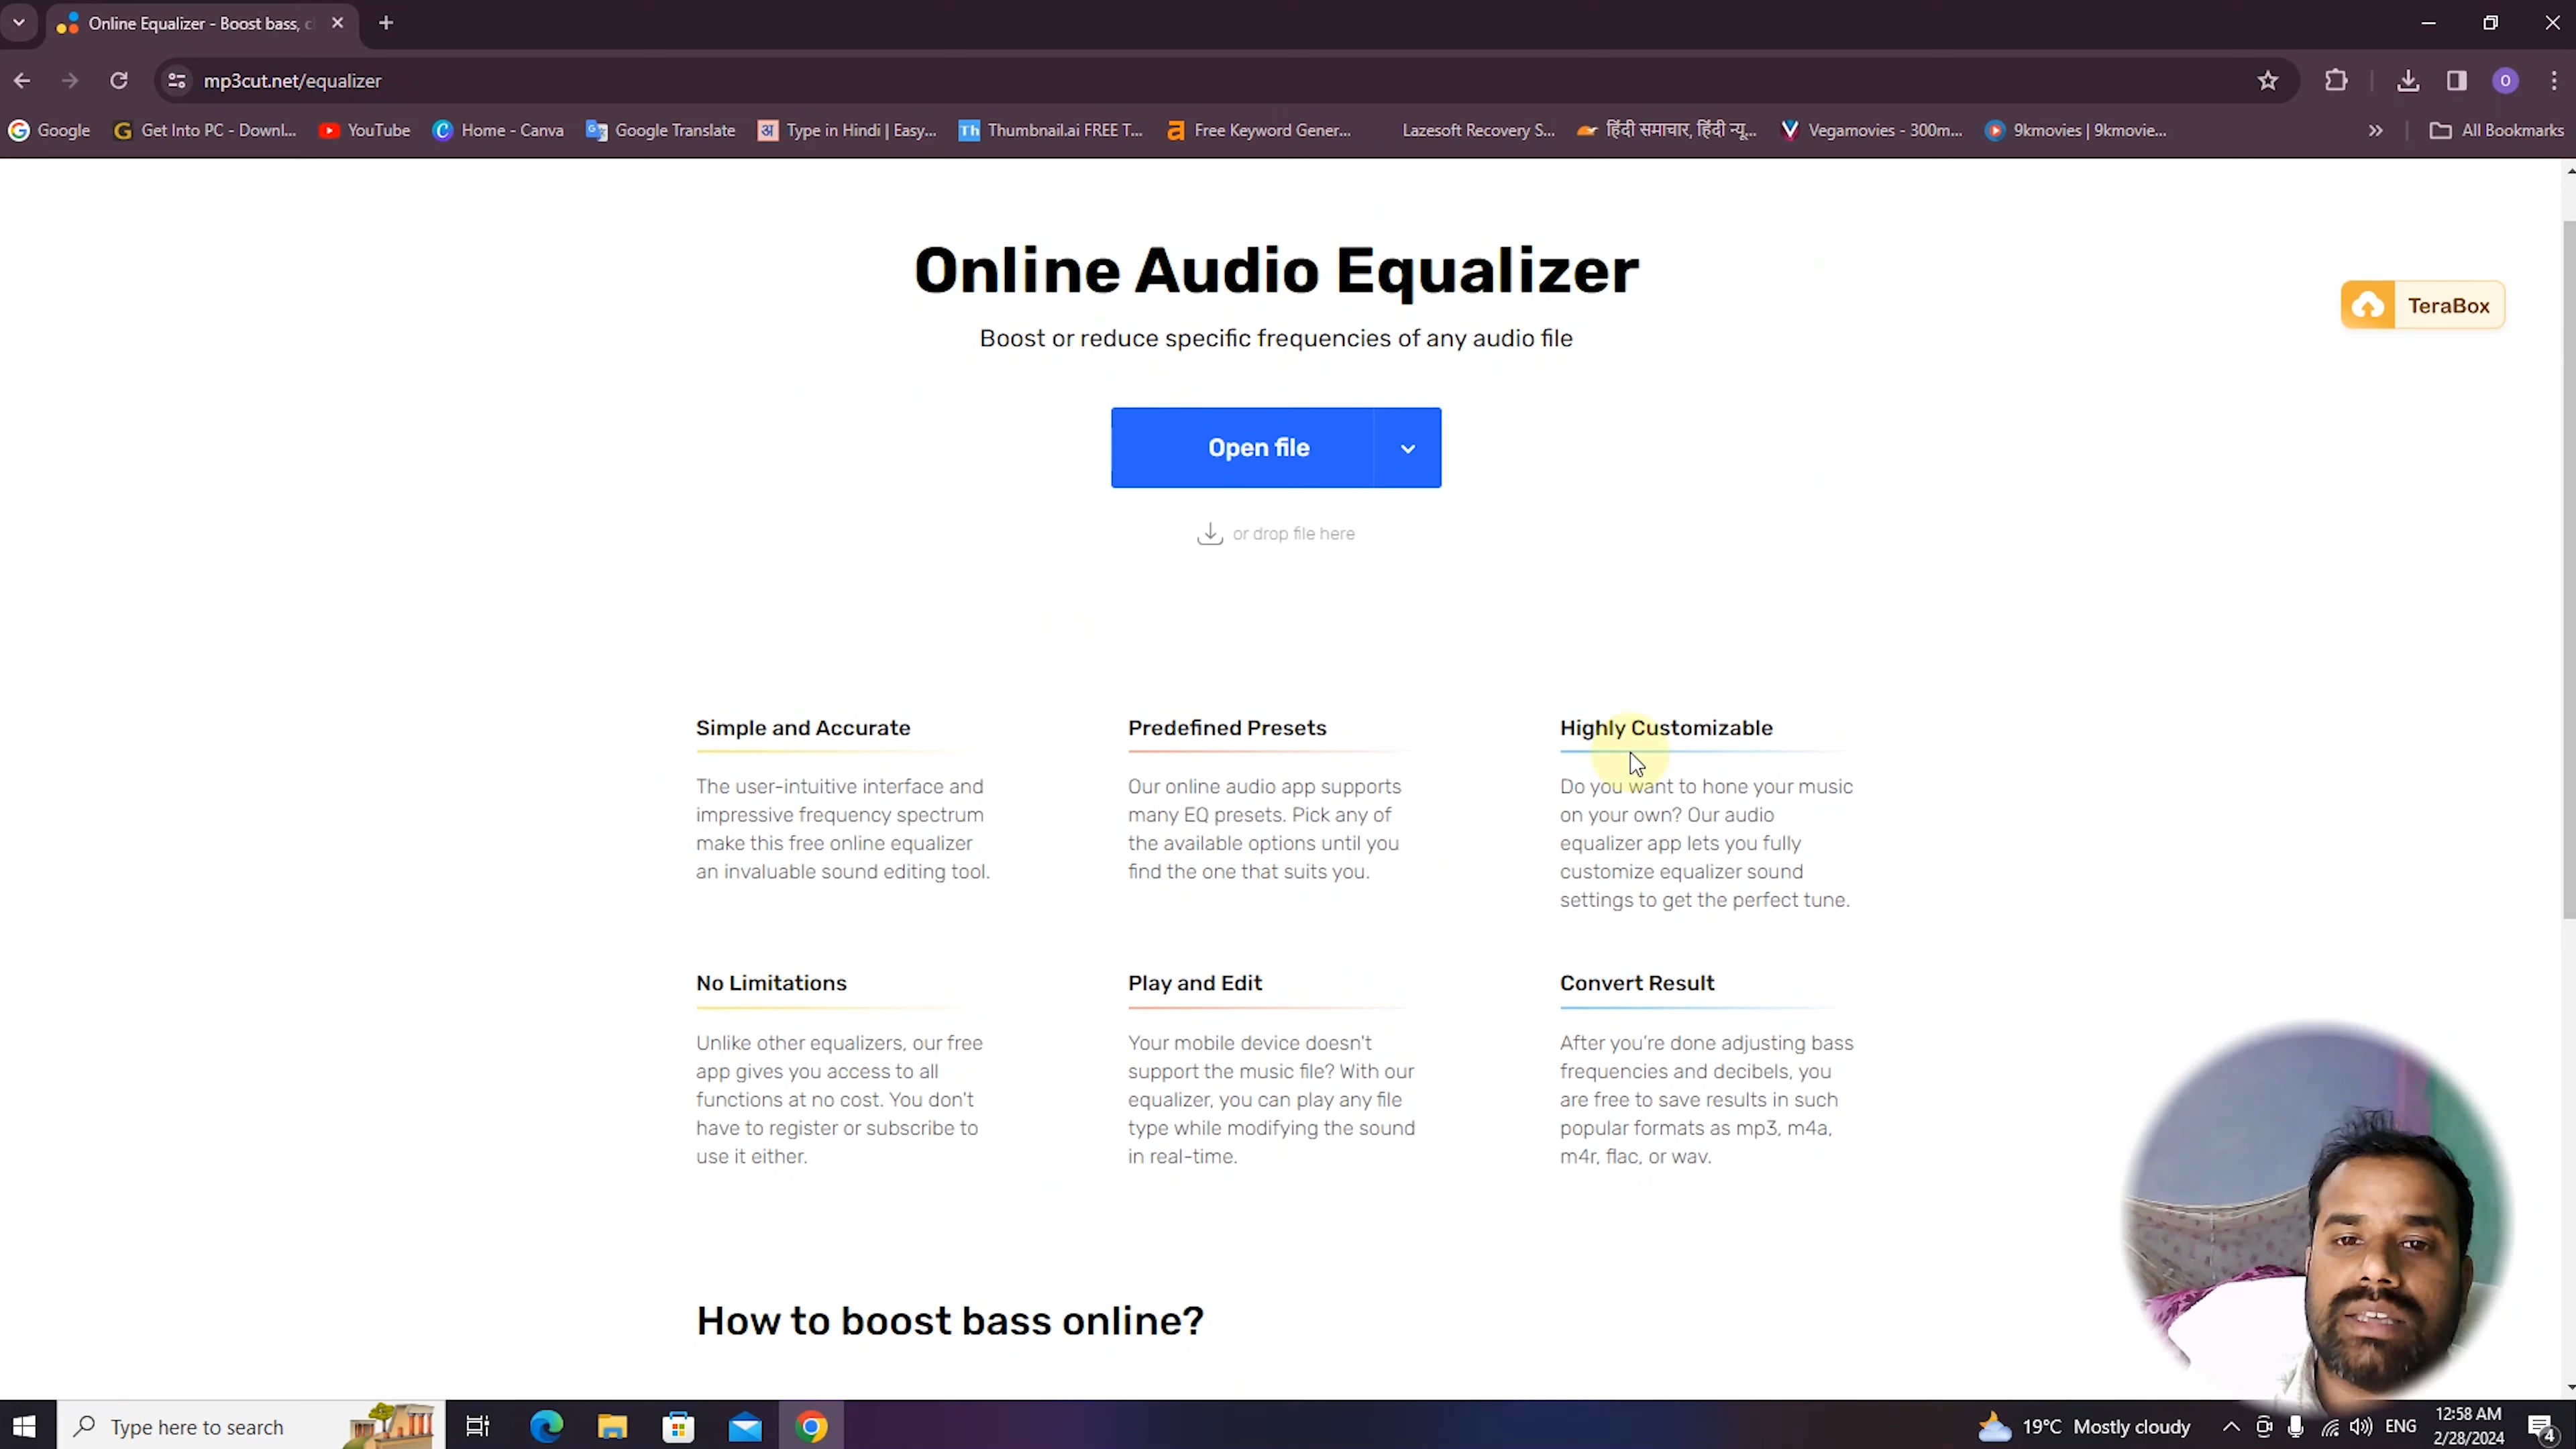 Online Equalizer - Boost bass, c
mp3cut.net/equalizer
Google
Get Into PC - Downl...
YouTube
Home - Canva
Google Translate
अ Type in Hindi | Easy...
Th Thumbnail.ai FREE T...
a Free Keyword Gener...
Lazesoft Recovery S...
हिंदी समाचार, हिंदी न्यू...
Vegamovies - 300m...
9kmovies | 9kmovie...
All Bookmarks
O
Online Audio Equalizer
Boost or reduce specific frequencies of any audio file
TeraBox
Open file
or drop file here
Simple and Accurate
The user-intuitive interface and
impressive frequency spectrum
make this free online equalizer
an invaluable sound editing tool.
Predefined Presets
Our online audio app supports
many EQ presets. Pick any of
the available options until you
find the one that suits you.
Highly Customizable
Do you want to hone your music
on your own? Our audio
equalizer app lets you fully
customize equalizer sound
settings to get the perfect tune.
No Limitations
Unlike other equalizers, our free
app gives you access to all
functions at no cost. You don't
have to register or subscribe to
use it either.
Play and Edit
Your mobile device doesn't
support the music file? With our
equalizer, you can play any file
type while modifying the sound
in real-time.
Convert Result
After you're done adjusting bass
frequencies and decibels, you
are free to save results in such
popular formats as mp3, m4a,
m4r, flac, or wav.
How to boost bass online?
Type here to search
19°C Mostly cloudy
ENG
12:58 AM
2/28/2024
4